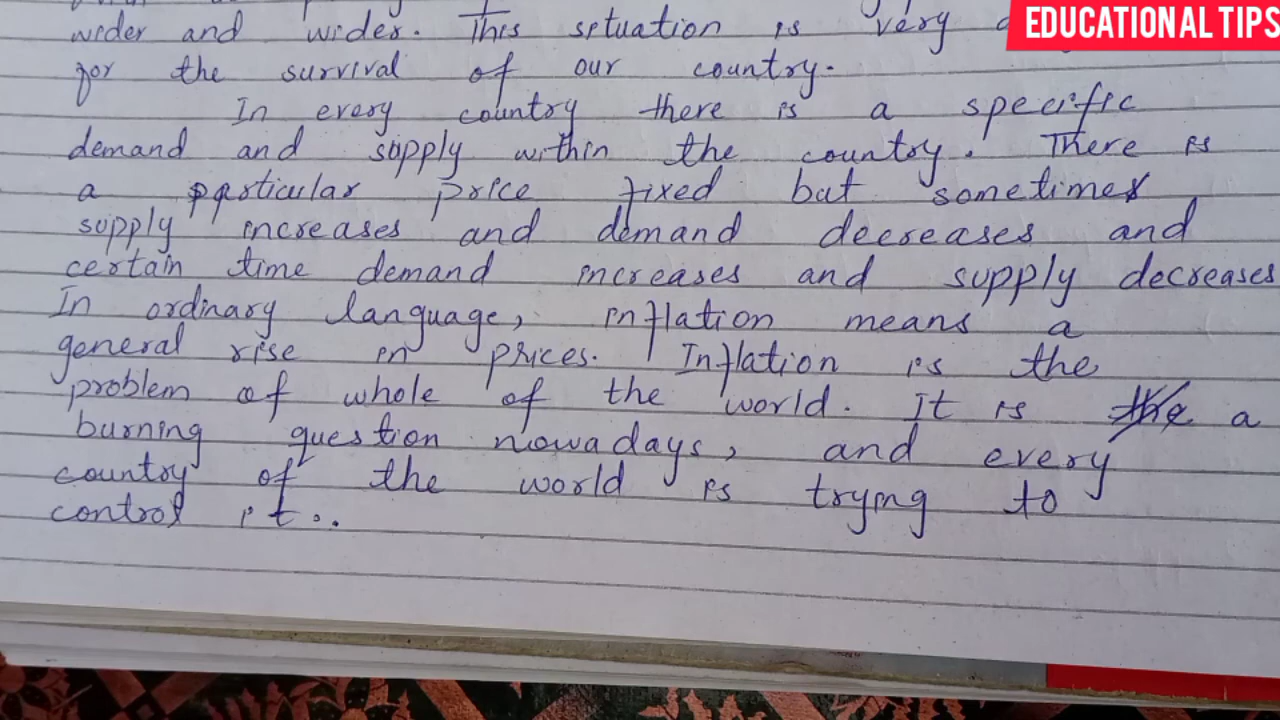 EDUCATIONAL TIPS
wider and wider. This situation is very
for the survival of our country.
In every country there is a specific
demand and supply within the country. There is
a particular price fixed but sometimes
supply increases and demand decreases and
certain time demand increases and supply decreases
In ordinary language, inflation means a
general rise in prices. Inflation is the
problem of whole of the world. It is a
burning question nowadays, and every
country of the world is trying to
control it..